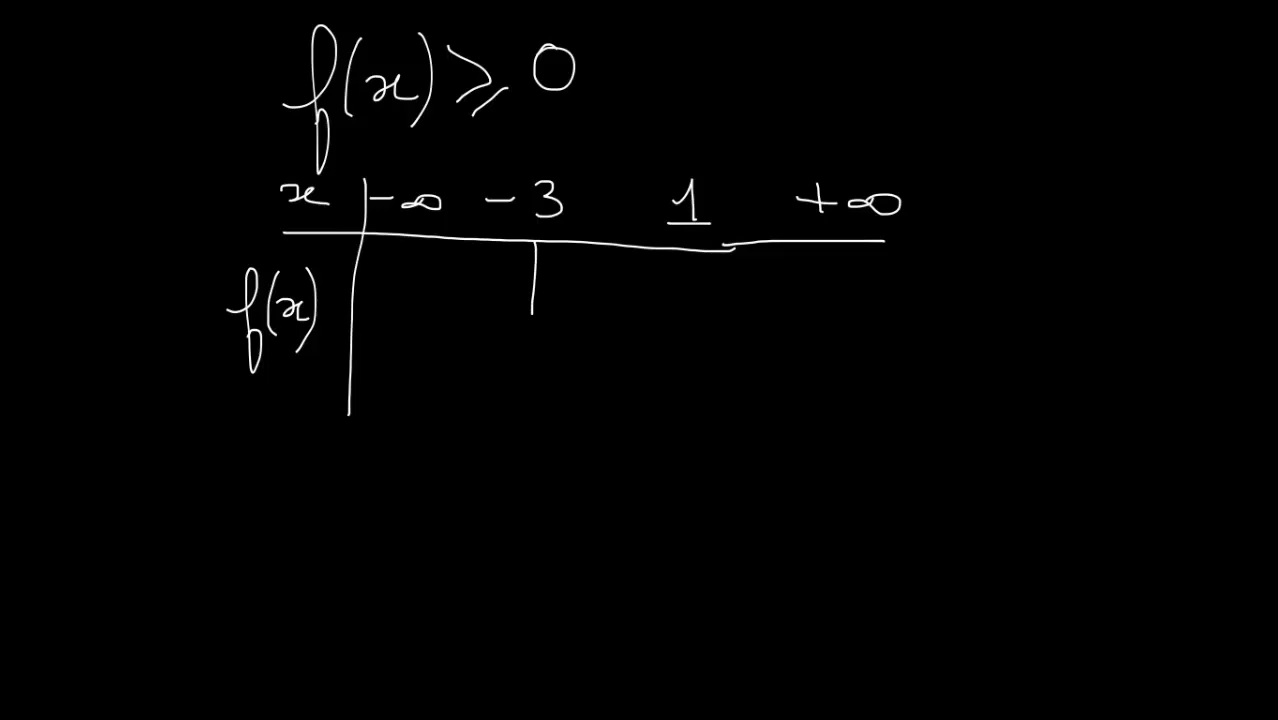 f(x) ⩾ 0
x -∞ -3 1 +∞
f(x)